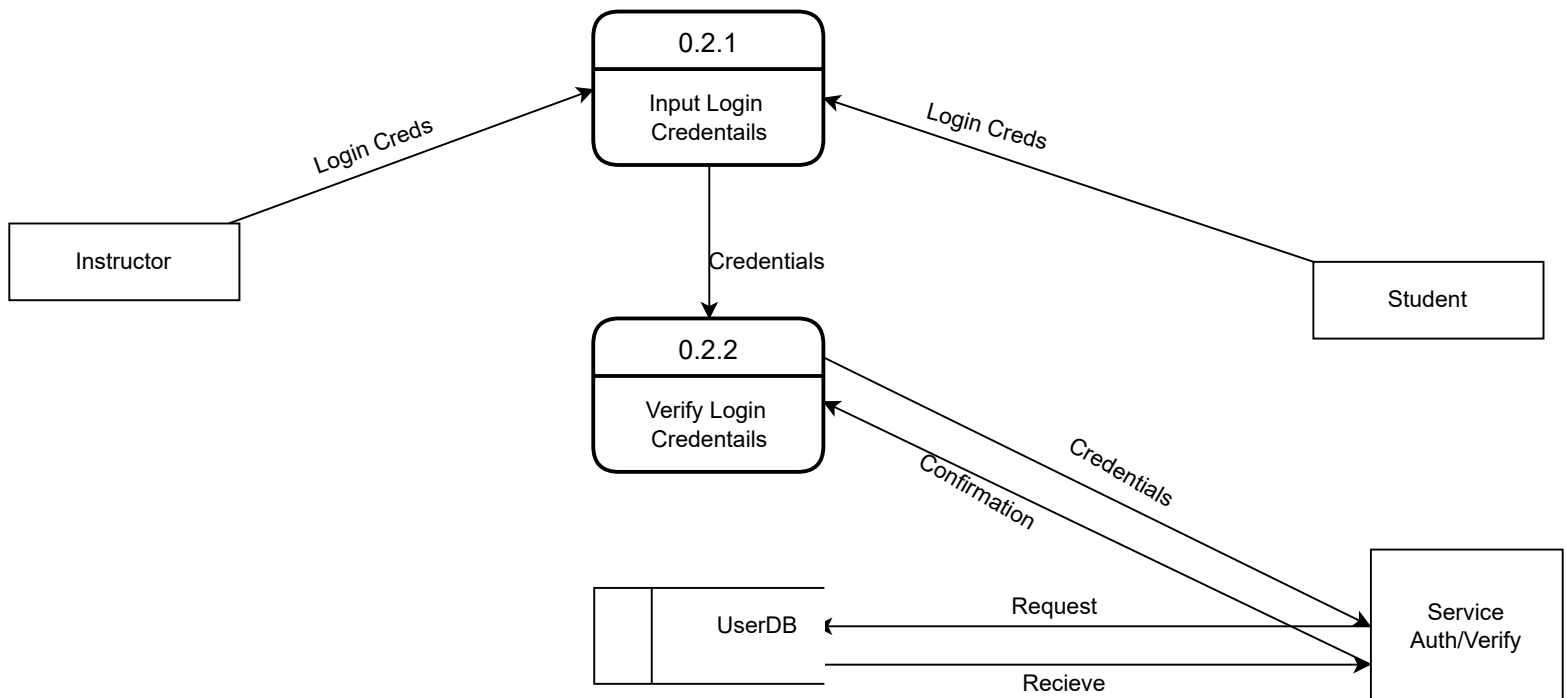 0.2.1
Input Login
Credentails
Login Creds
Login Creds
Instructor
Credentials
Student
0.2.2
Verify Login
Credentails
Credentials
Confirmation
Request
UserDB
Service
Auth/Verify
Recieve